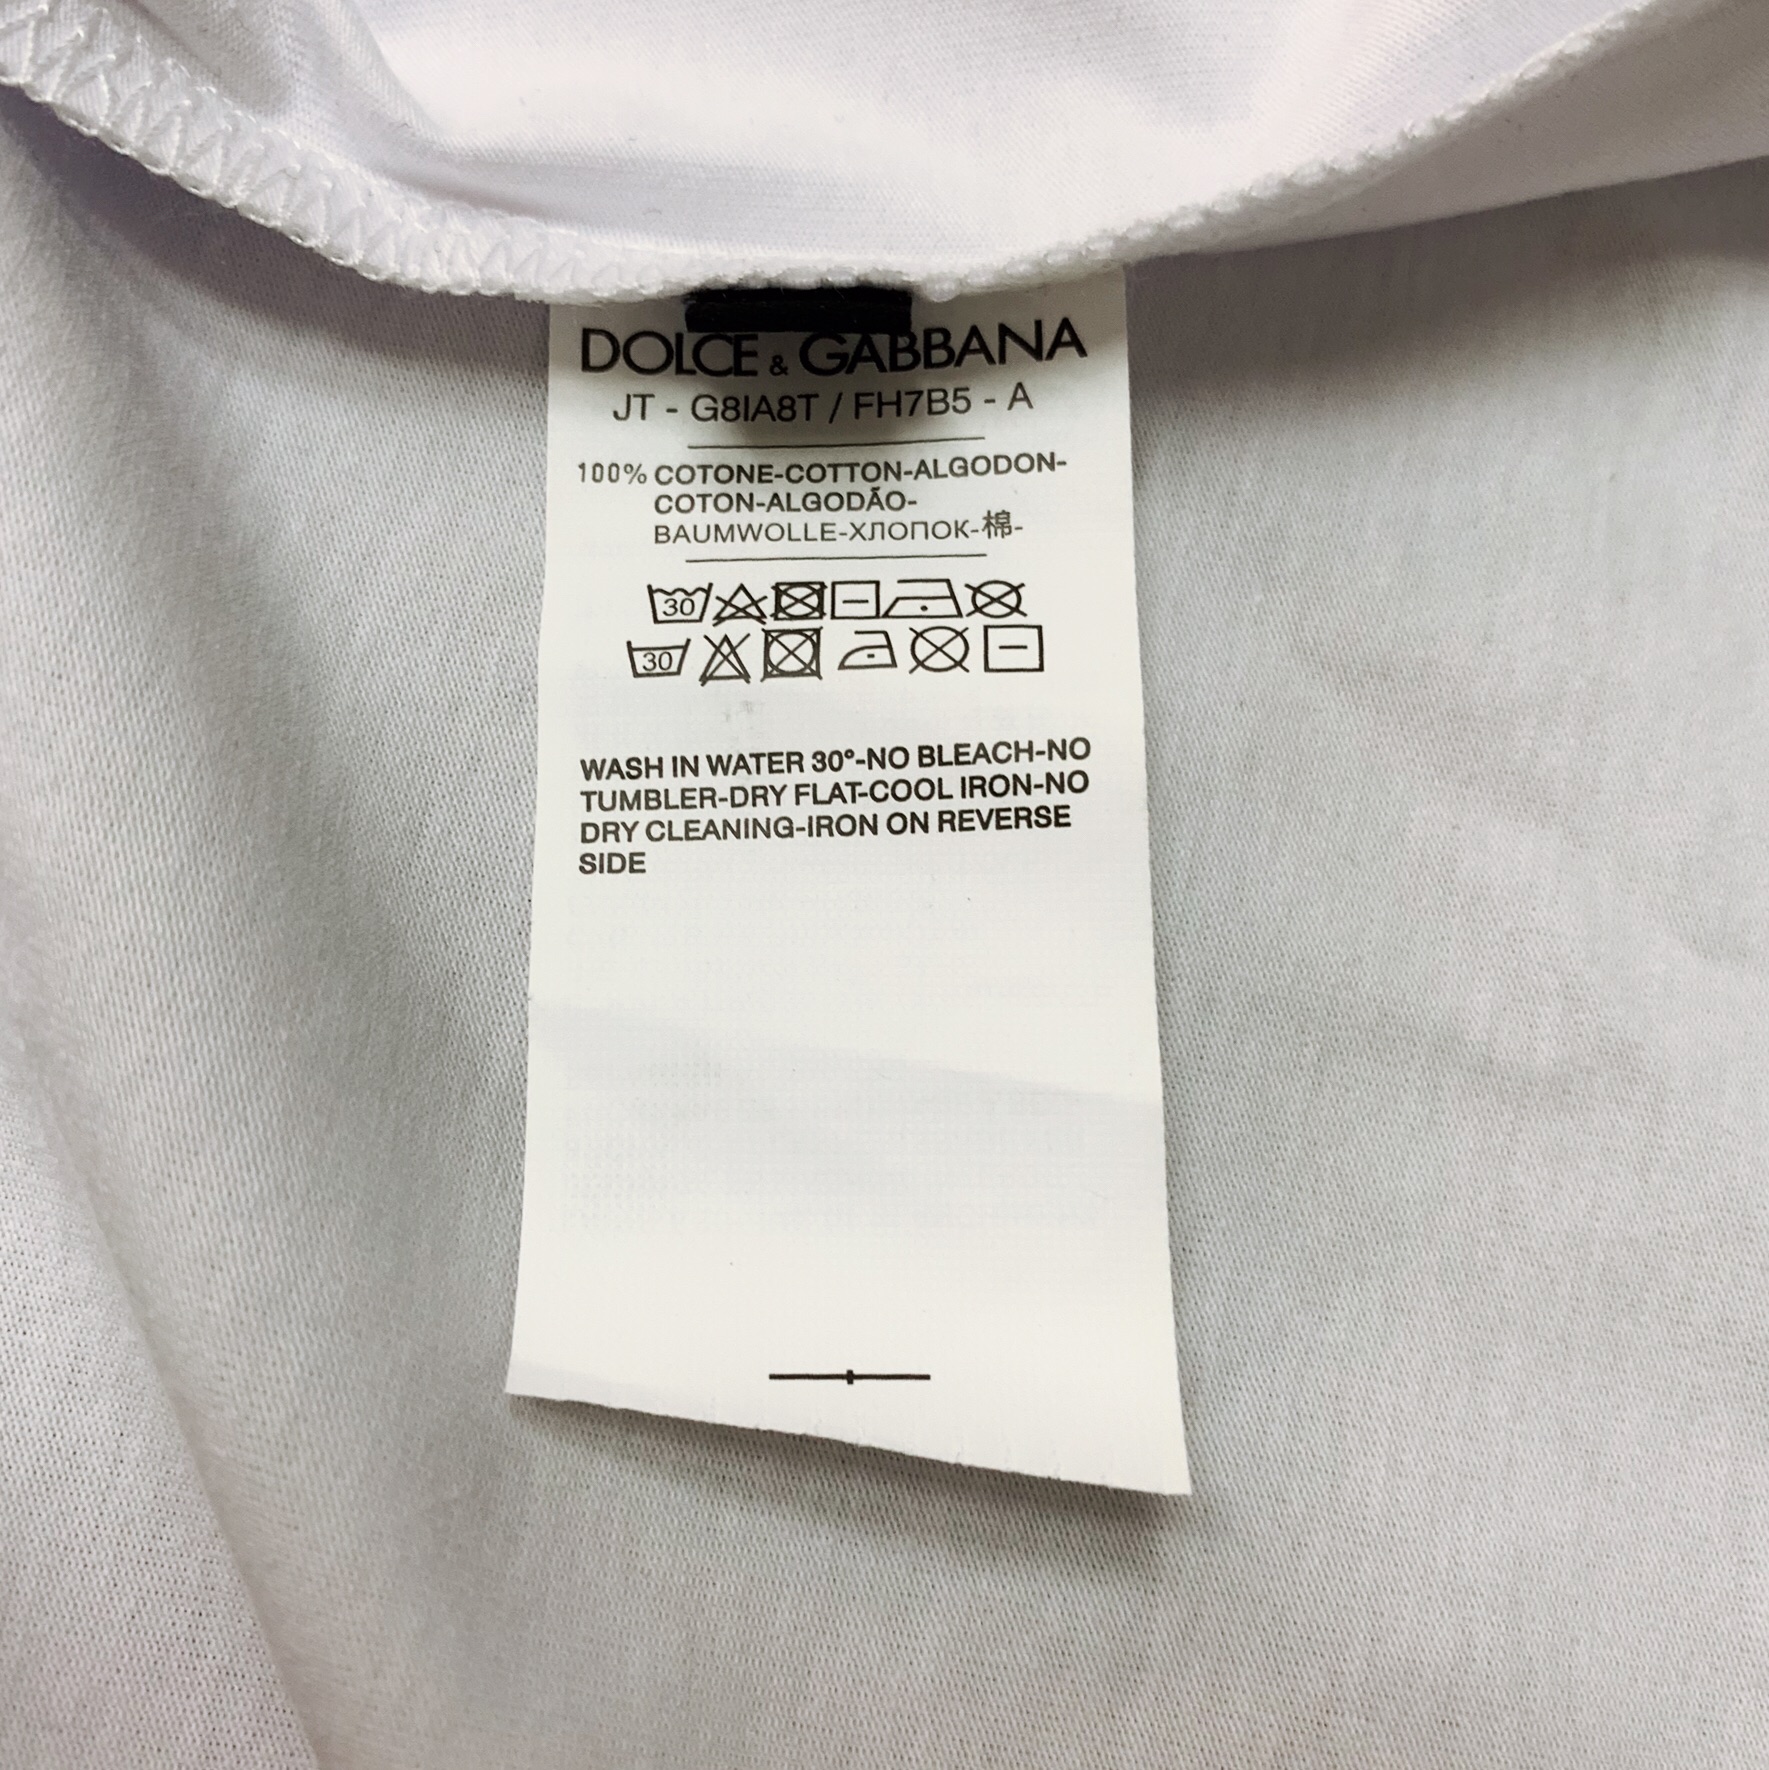 DOLCE & GABBANA
JT - G8IA8T / FH7B5 - A
100% COTONE-COTTON-ALGODON-
COTON-ALGODÃO-
BAUMWOLLE-ХЛОПОК-棉-
30
30
WASH IN WATER 30°-NO BLEACH-NO
TUMBLER-DRY FLAT-COOL IRON-NO
DRY CLEANING-IRON ON REVERSE
SIDE